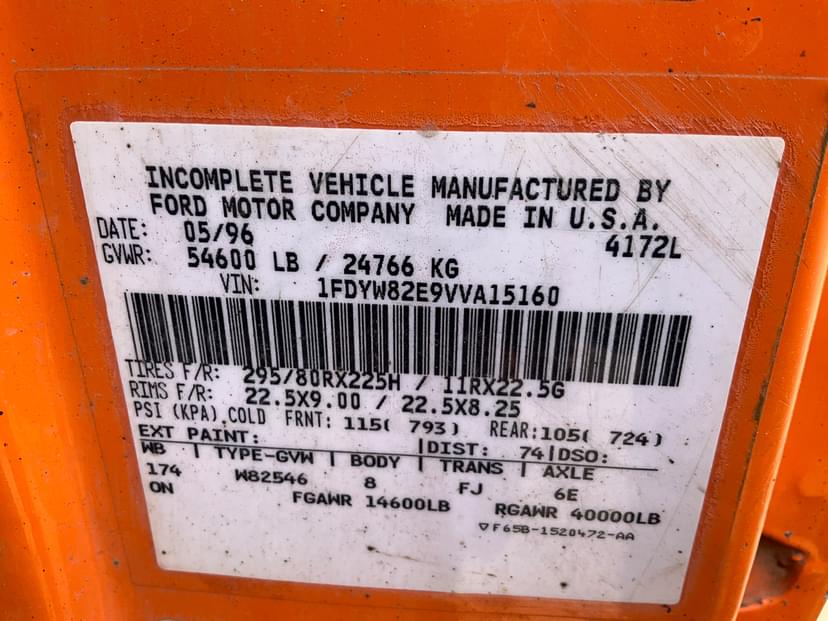 INCOMPLETE VEHICLE MANUFACTURED BY
FORD MOTOR COMPANY MADE IN U.S.A.
DATE: 05/96 4172L
GVWR: 54600 LB / 24766 KG
VIN: 1FDYW82E9VVA15160
TIRES F/R: 295/80RX225H / 11RX22.5G
RIMS F/R: 22.5X9.00 / 22.5X8.25
PSI (KPA) COLD FRNT: 115( 793) REAR: 105( 724)
EXT PAINT: |DIST: 74|DSO:
WB | TYPE-GVW | BODY | TRANS | AXLE
174 W82546 8 FJ 6E
ON FGAWR 14600LB RGAWR 40000LB
▽F65B-1520472-AA